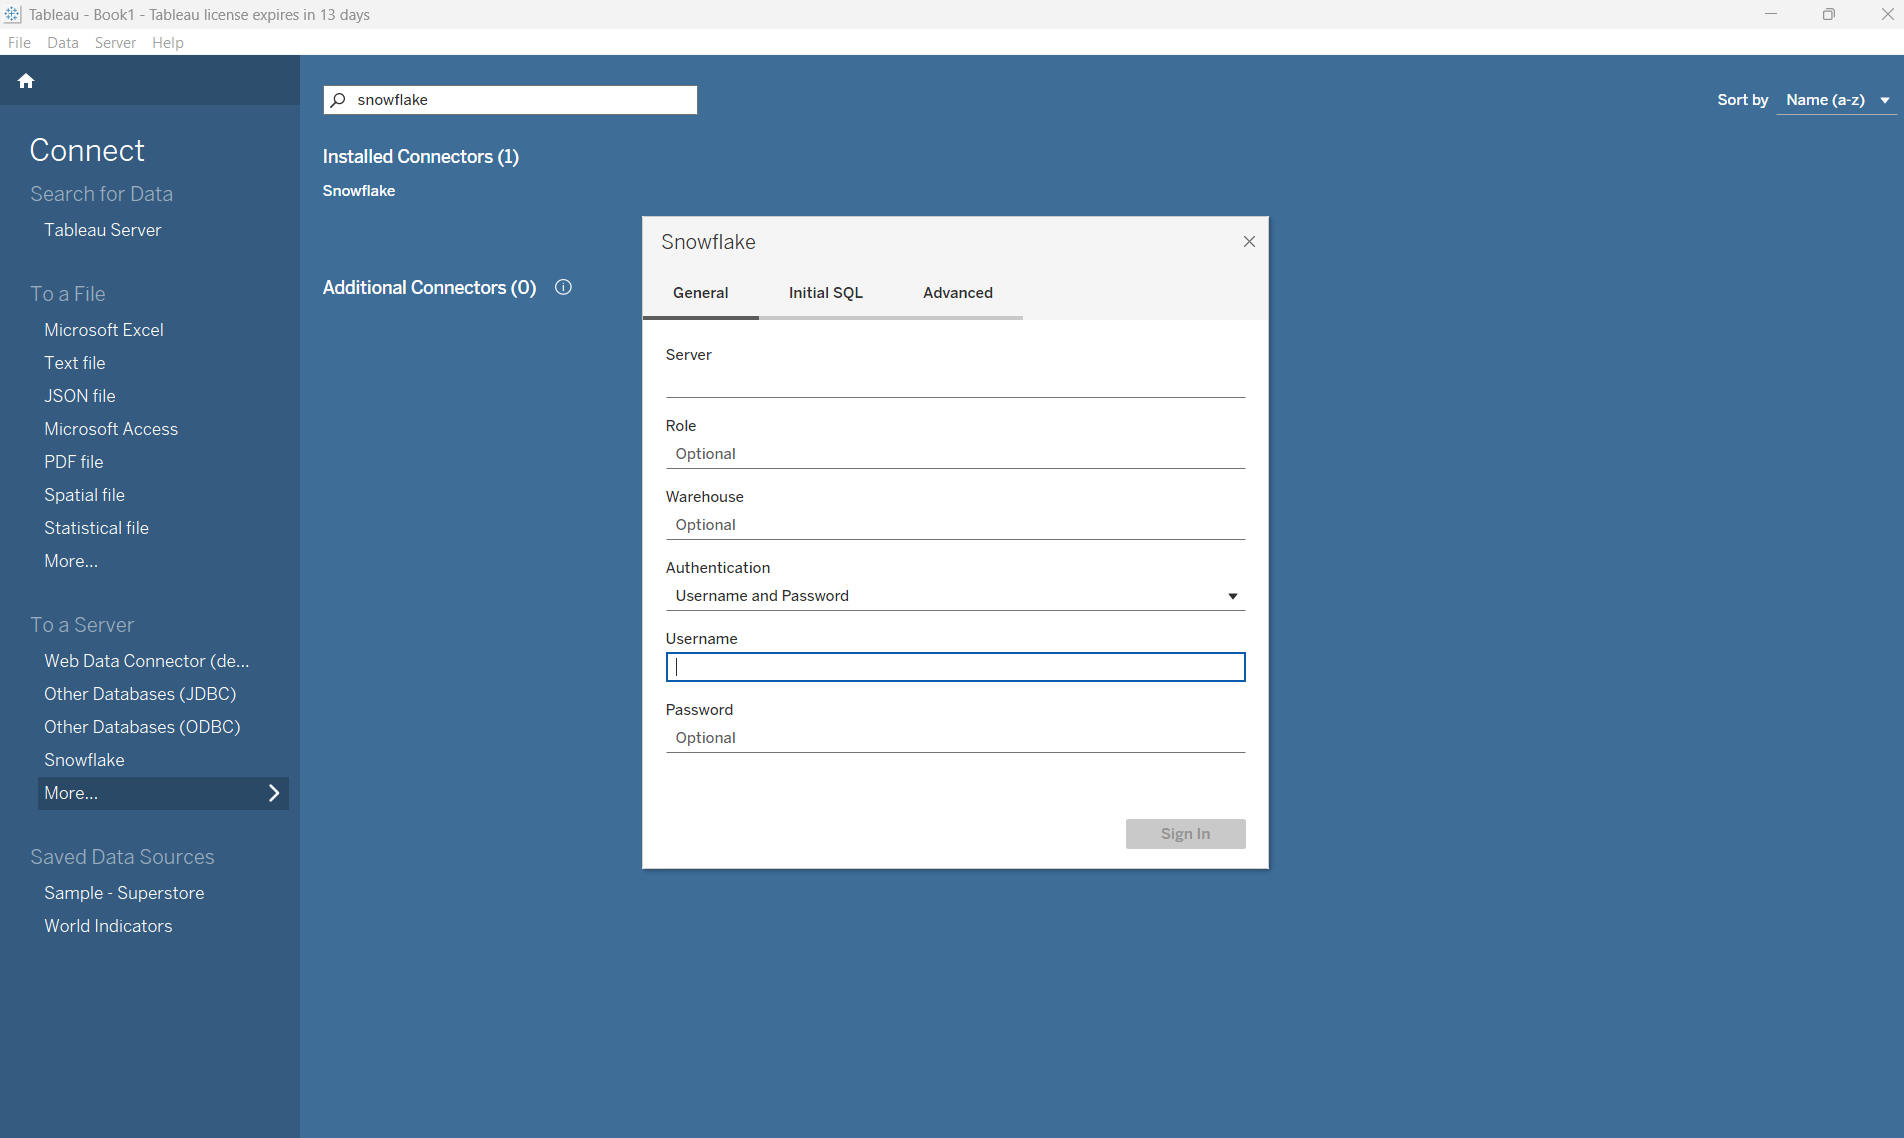 Tableau - Book1 - Tableau license expires in 13 days
File Data Server Help
Connect
Search for Data
Tableau Server
To a File
Microsoft Excel
Text file
JSON file
Microsoft Access
PDF file
Spatial file
Statistical file
More...
To a Server
Web Data Connector (de...
Other Databases (JDBC)
Other Databases (ODBC)
Snowflake
More...
Saved Data Sources
Sample - Superstore
World Indicators
snowflake
Sort by Name (a-z)
Installed Connectors (1)
Snowflake
Additional Connectors (0)
Snowflake
General Initial SQL Advanced
Server
Role
Optional
Warehouse
Optional
Authentication
Username and Password
Username
Password
Optional
Sign In